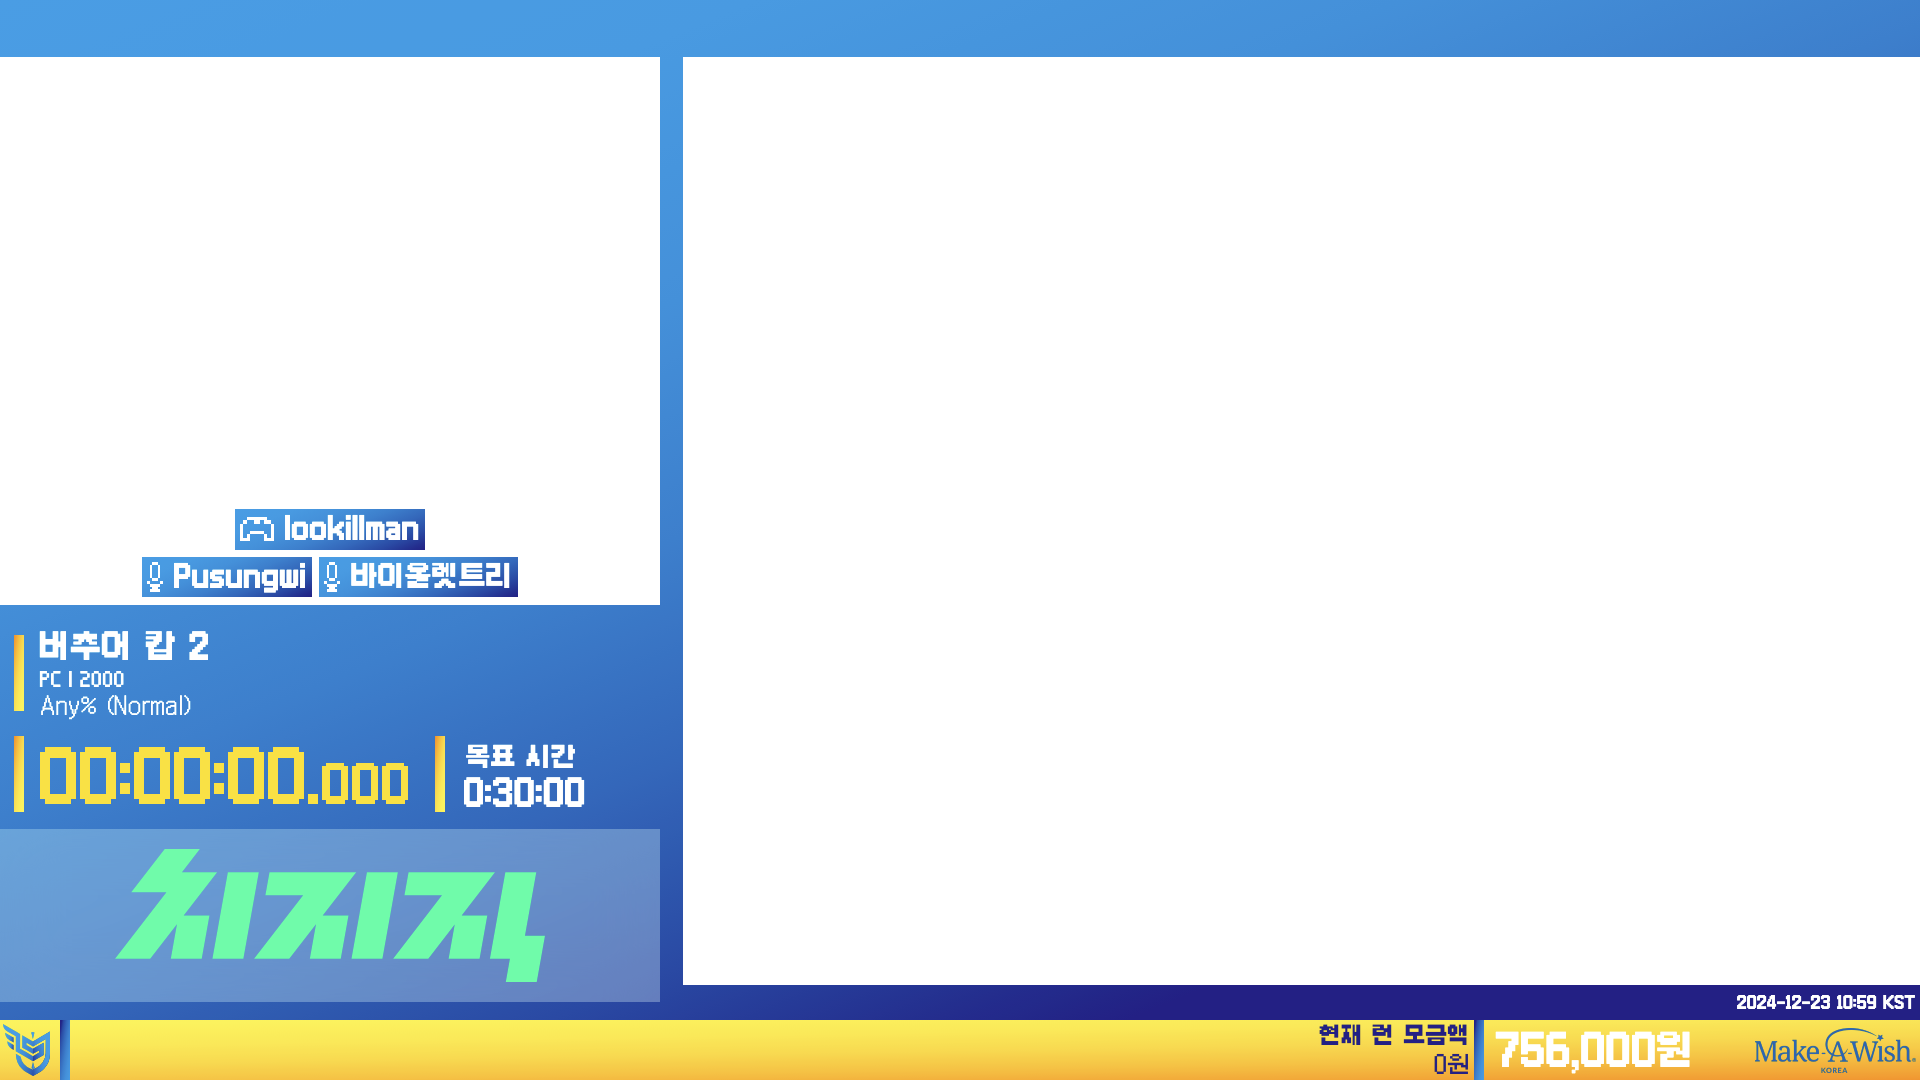 lookillman
Pusungwi 바이올렛트리
버추어 캅 2
PC | 2000
Any% (Normal)
00:00:00.000
목표 시간
0:30:00
치지직
2024-12-23 10:59 KST
현재 런 모금액
0원
756,000원
Make-A-Wish®
KOREA